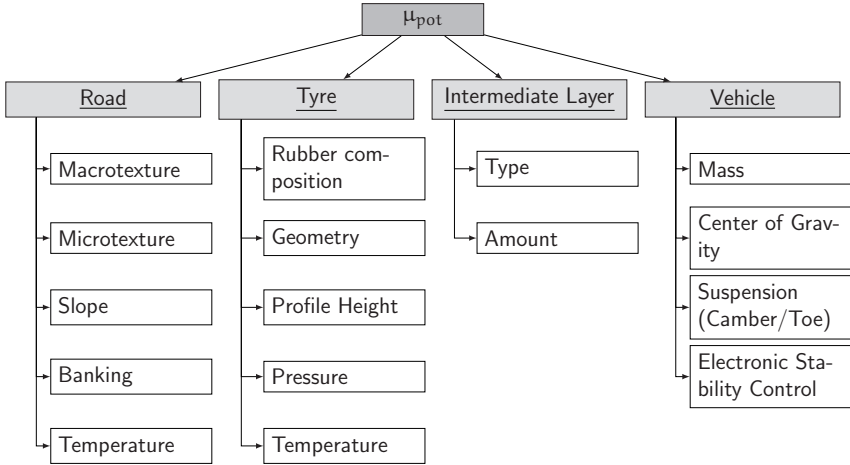 μpot
Road
Tyre
Intermediate Layer
Vehicle
Macrotexture
Microtexture
Slope
Banking
Temperature
Rubber com-
position
Geometry
Profile Height
Pressure
Temperature
Type
Amount
Mass
Center of Grav-
ity
Suspension
(Camber/Toe)
Electronic Sta-
bility Control